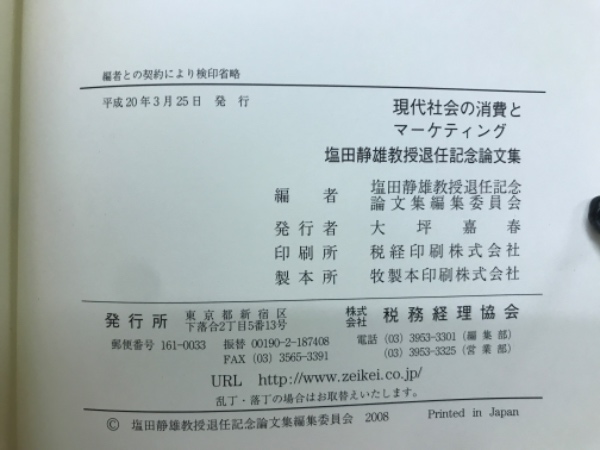 編者との契約により検印省略
平成20年3月25日 発 行
現代社会の消費と
マーケティング
塩田静雄教授退任記念論文集
編 者 塩田静雄教授退任記念
論文集編集委員会
発行者 大 坪 嘉 春
印刷所 税経印刷株式会社
製本所 牧製本印刷株式会社
発行所 東京都新宿区
下落合2丁目5番13号
株式
会社 税務経理協会
郵便番号 161-0033 振替 00190-2-187408 電話 (03) 3953-3301 (編集部)
FAX (03) 3565-3391 (03) 3953-3325 (営業部)
URL http://www.zeikei.co.jp/
乱丁・落丁の場合はお取替えいたします。
© 塩田静雄教授退任記念論文集編集委員会 2008 Printed in Japan